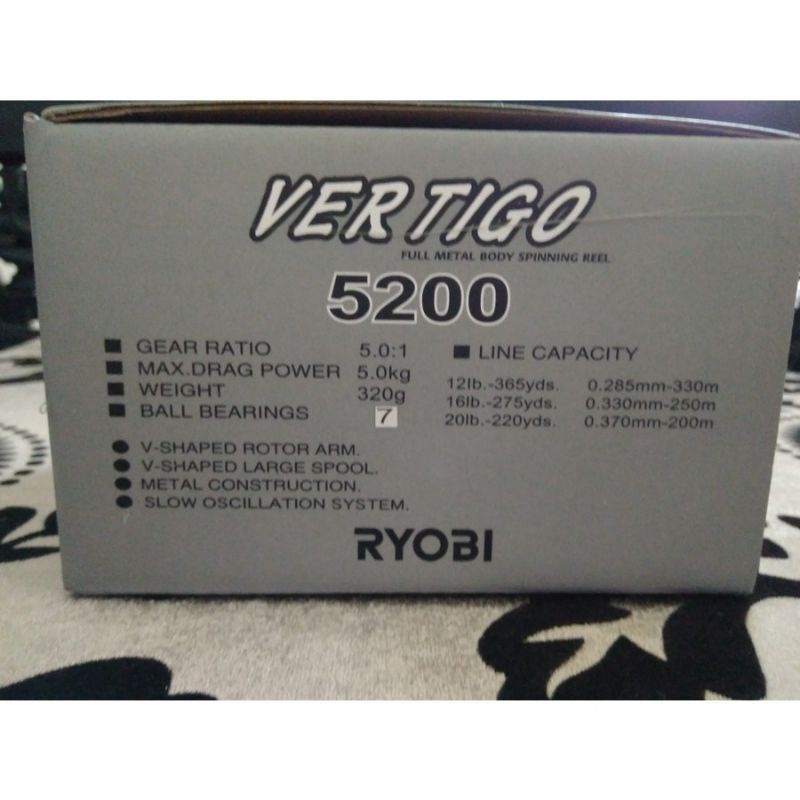 VERTIGO
FULL METAL BODY SPINNING REEL
5200
■ GEAR RATIO 5.0:1
■ MAX.DRAG POWER 5.0kg
■ WEIGHT 320g
■ BALL BEARINGS 7
■ LINE CAPACITY
12lb.-365yds. 0.285mm-330m
16lb.-275yds. 0.330mm-250m
20lb.-220yds. 0.370mm-200m
● V-SHAPED ROTOR ARM.
● V-SHAPED LARGE SPOOL.
● METAL CONSTRUCTION.
● SLOW OSCILLATION SYSTEM.
RYOBI